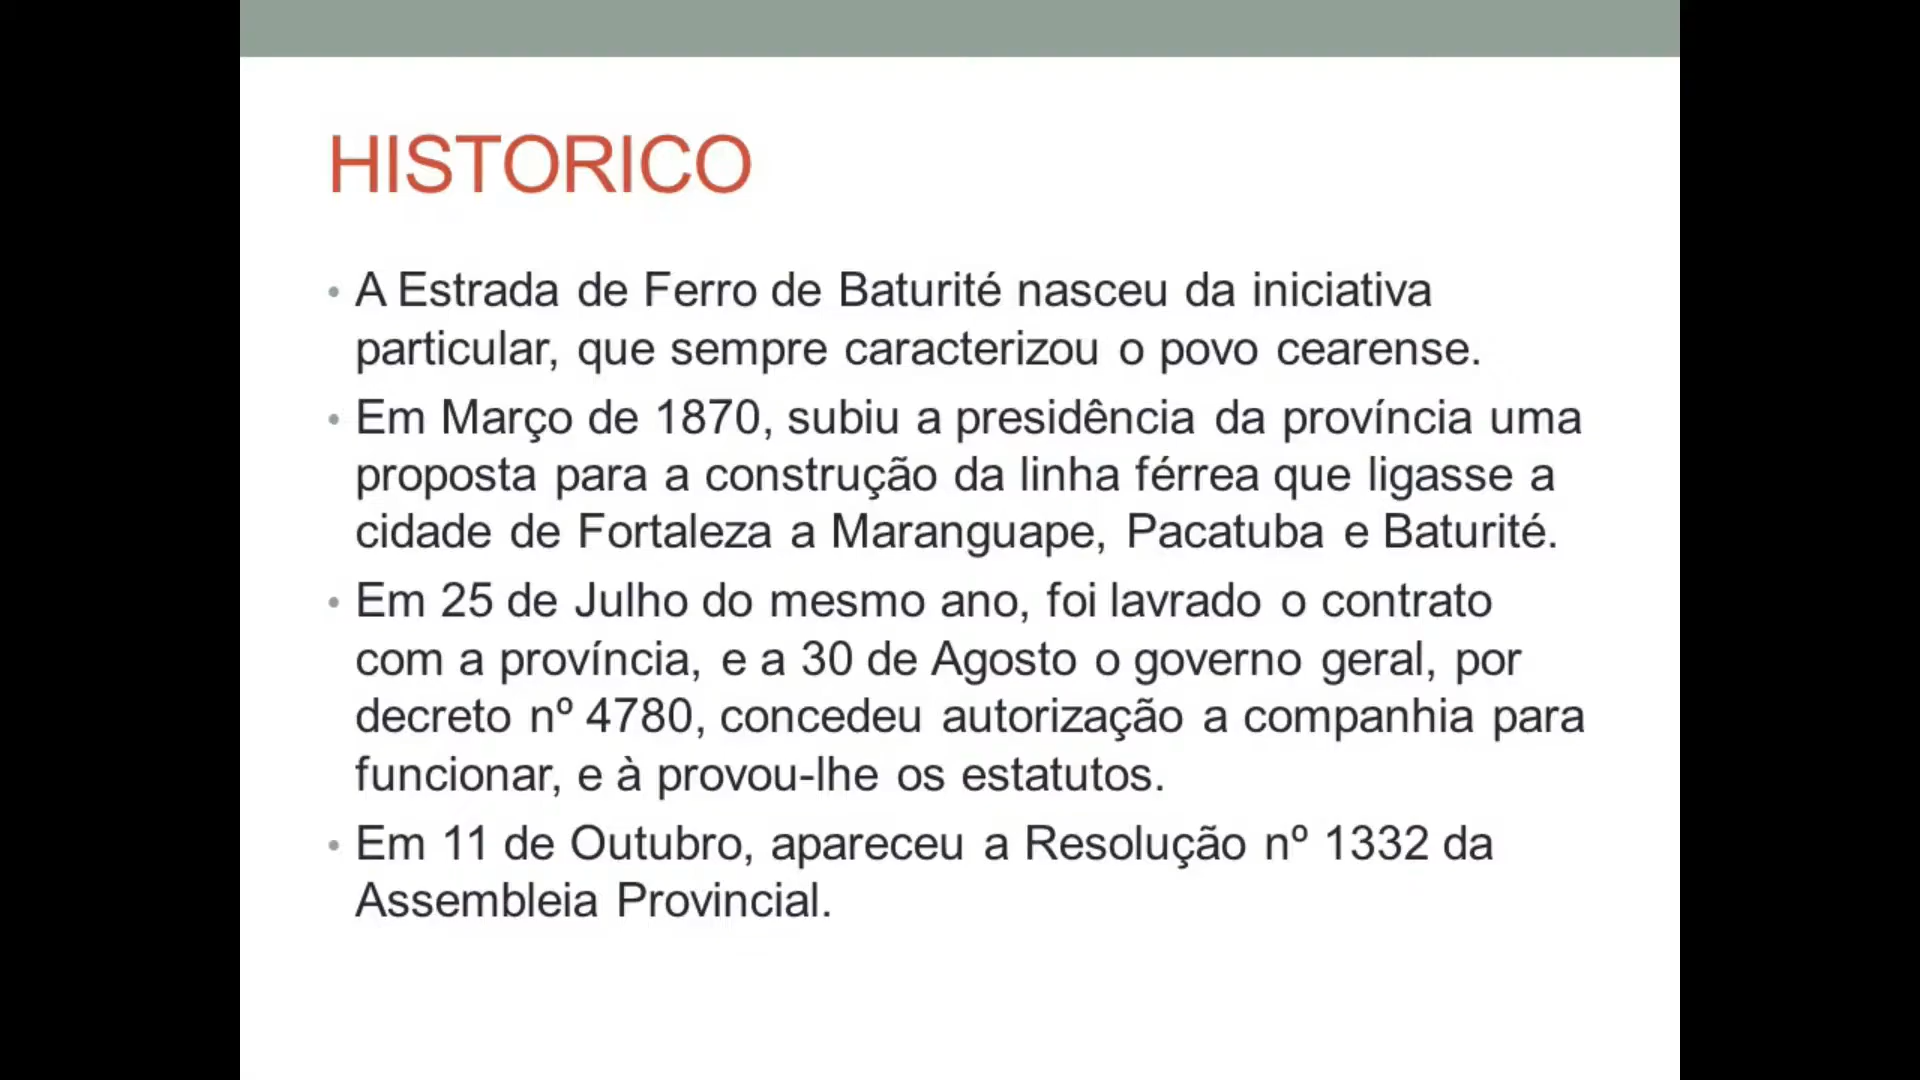 HISTORICO
• A Estrada de Ferro de Baturité nasceu da iniciativa
particular, que sempre caracterizou o povo cearense.
• Em Março de 1870, subiu a presidência da província uma
proposta para a construção da linha férrea que ligasse a
cidade de Fortaleza a Maranguape, Pacatuba e Baturité.
• Em 25 de Julho do mesmo ano, foi lavrado o contrato
com a província, e a 30 de Agosto o governo geral, por
decreto nº 4780, concedeu autorização a companhia para
funcionar, e à provou-lhe os estatutos.
• Em 11 de Outubro, apareceu a Resolução nº 1332 da
Assembleia Provincial.